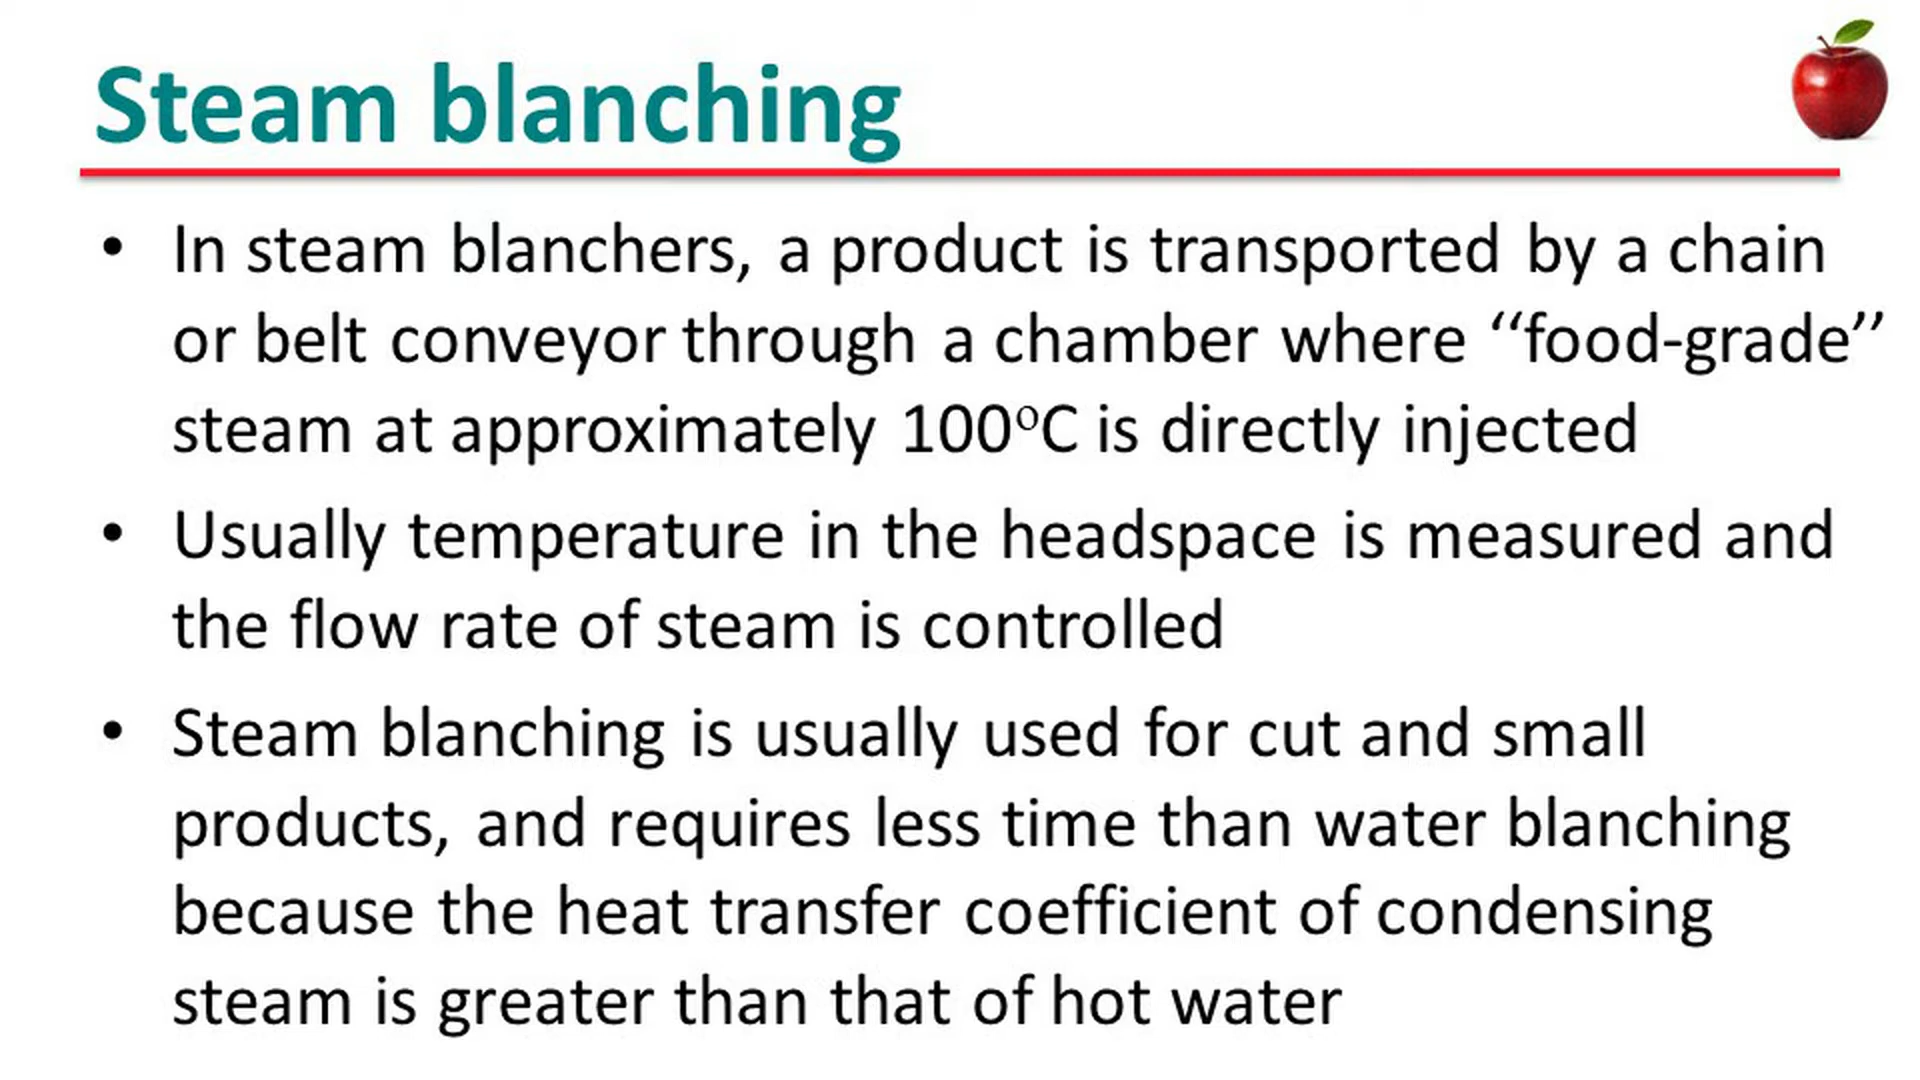 Steam blanching
• In steam blanchers, a product is transported by a chain
or belt conveyor through a chamber where ‘‘food-grade’’
steam at approximately 100ᴼC is directly injected
• Usually temperature in the headspace is measured and
the flow rate of steam is controlled
• Steam blanching is usually used for cut and small
products, and requires less time than water blanching
because the heat transfer coefficient of condensing
steam is greater than that of hot water